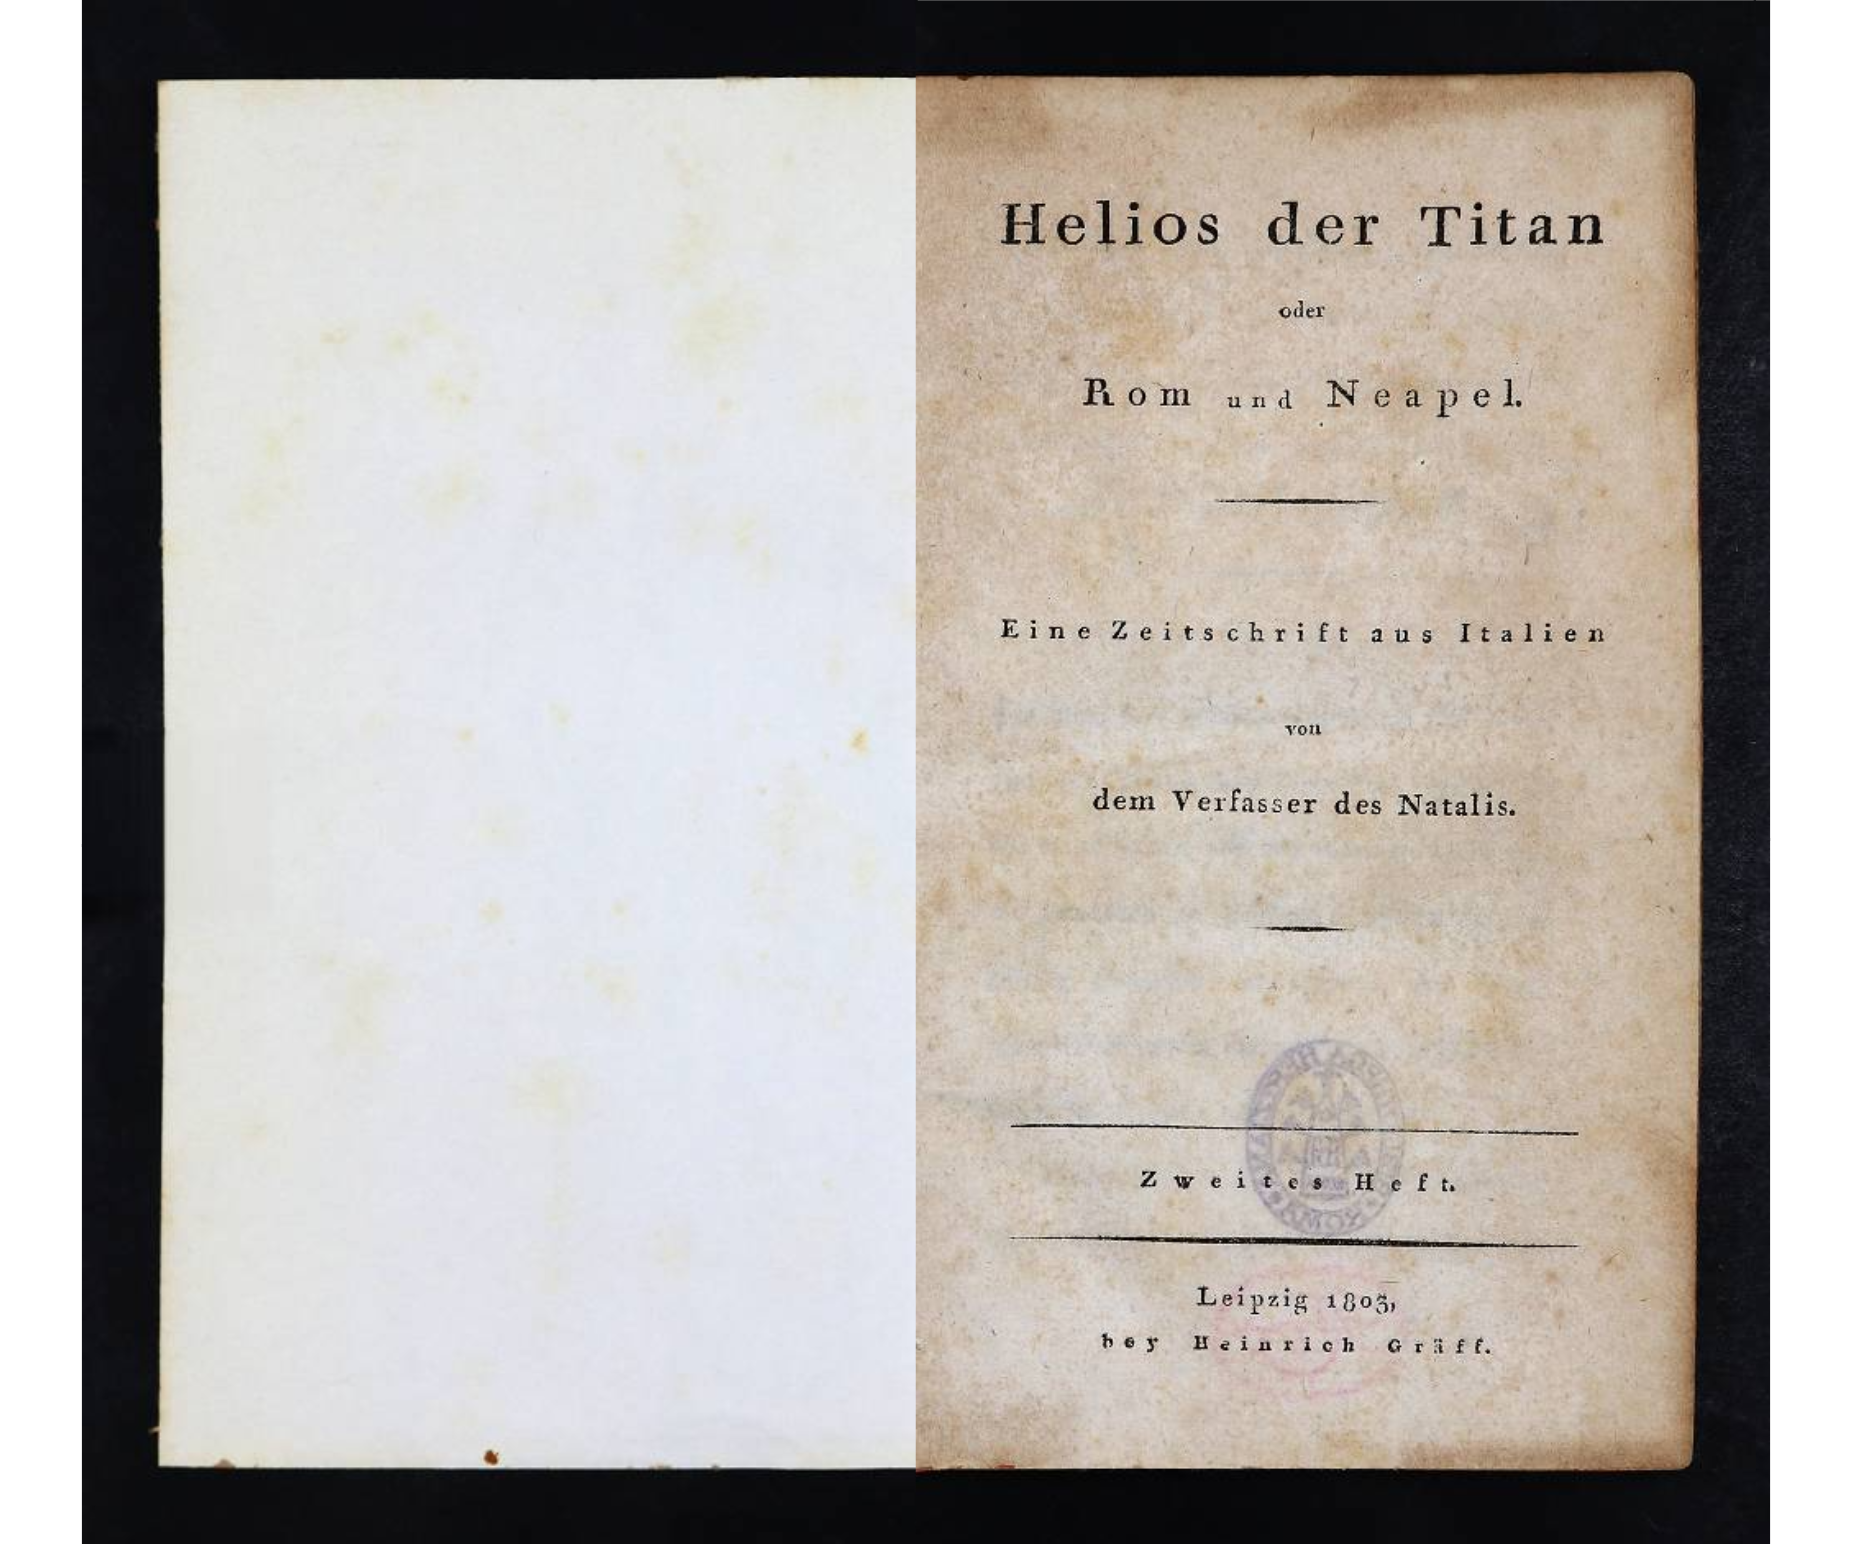 Helios der Titan
oder
Rom und Neapel.
Eine Zeitschrift aus Italien
von
dem Verfasser des Natalis.
Zweites Heft.
Leipzig 1803,
bey Heinrich Gräff.